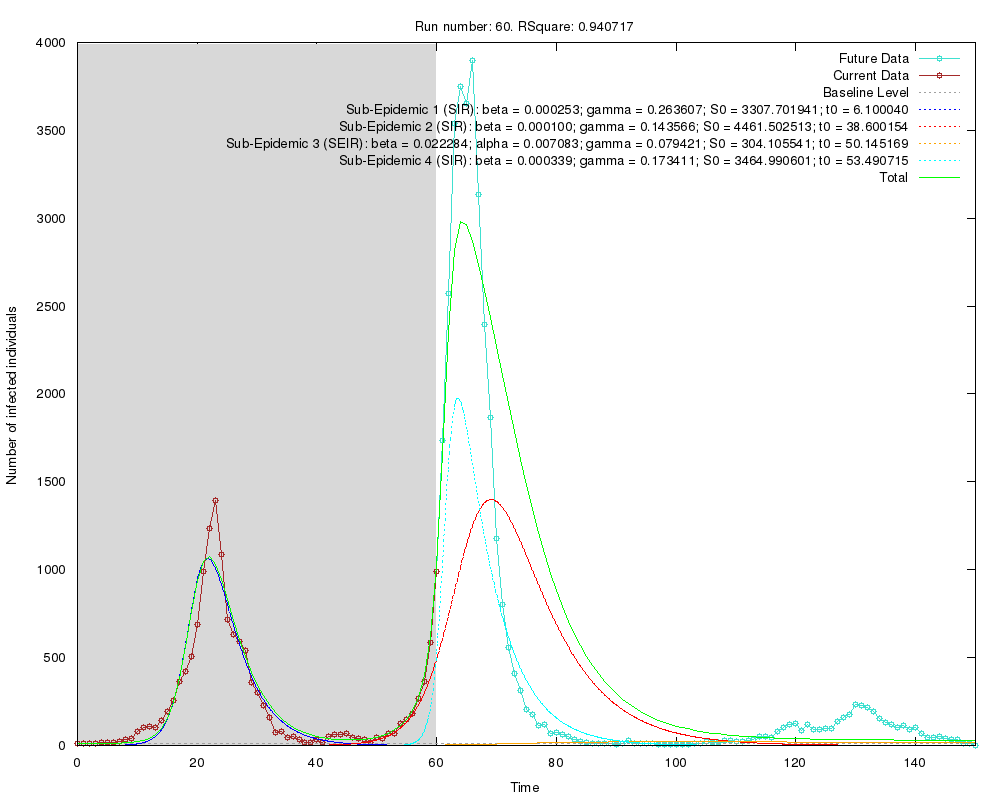 Run number: 60. RSquare: 0.940717
4000
3500
3000
2500
2000
1500
1000
500
0
Number of infected individuals
Future Data
Current Data
Baseline Level
Sub-Epidemic 1 (SIR): beta = 0.000253; gamma = 0.263607; S0 = 3307.701941; t0 = 6.100040
Sub-Epidemic 2 (SIR): beta = 0.000100; gamma = 0.143566; S0 = 4461.502513; t0 = 38.600154
Sub-Epidemic 3 (SEIR): beta = 0.022284; alpha = 0.007083; gamma = 0.079421; S0 = 304.105541; t0 = 50.145169
Sub-Epidemic 4 (SIR): beta = 0.000339; gamma = 0.173411; S0 = 3464.990601; t0 = 53.490715
Total
0 20 40 60 80 100 120 140
Time